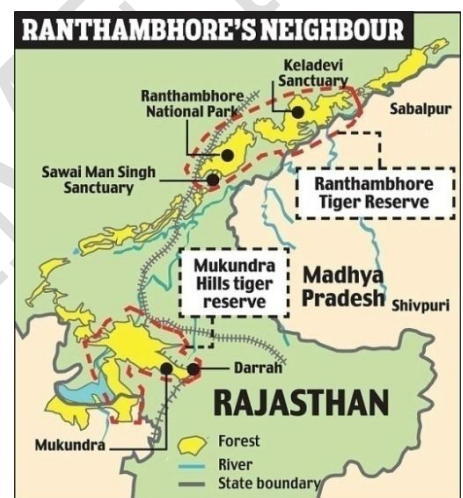 RANTHAMBHORE'S NEIGHBOUR
Keladevi
Sanctuary
Ranthambhore
National Park
Sabalpur
Sawai Man Singh
Sanctuary
Ranthambhore
Tiger Reserve
Mukundra
Hills tiger
reserve
Madhya
Pradesh
Shivpuri
Darrah
RAJASTHAN
Mukundra
Forest
River
State boundary